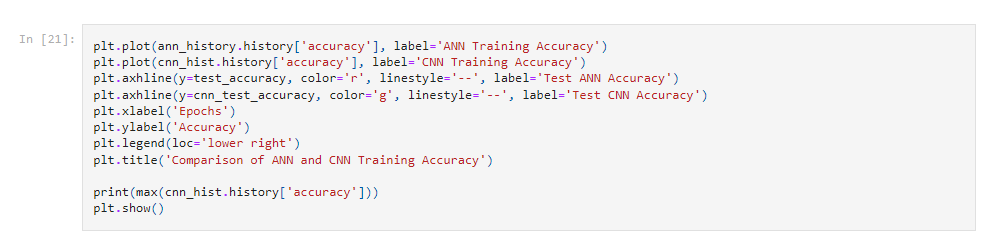 In [21]:
plt.plot(ann_history.history['accuracy'], label='ANN Training Accuracy')
plt.plot(cnn_hist.history['accuracy'], label='CNN Training Accuracy')
plt.axhline(y=test_accuracy, color='r', linestyle='--', label='Test ANN Accuracy')
plt.axhline(y=cnn_test_accuracy, color='g', linestyle='--', label='Test CNN Accuracy')
plt.xlabel('Epochs')
plt.ylabel('Accuracy')
plt.legend(loc='lower right')
plt.title('Comparison of ANN and CNN Training Accuracy')
print(max(cnn_hist.history['accuracy']))
plt.show()